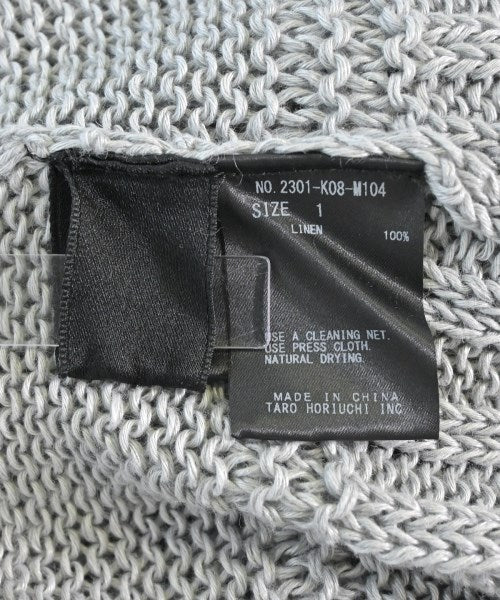 NO. 2301-K08-M104
SIZE 1
LINEN 100%
USE A CLEANING NET.
USE PRESS CLOTH.
NATURAL DRYING.
MADE IN CHINA
TARO HORIUCHI INC